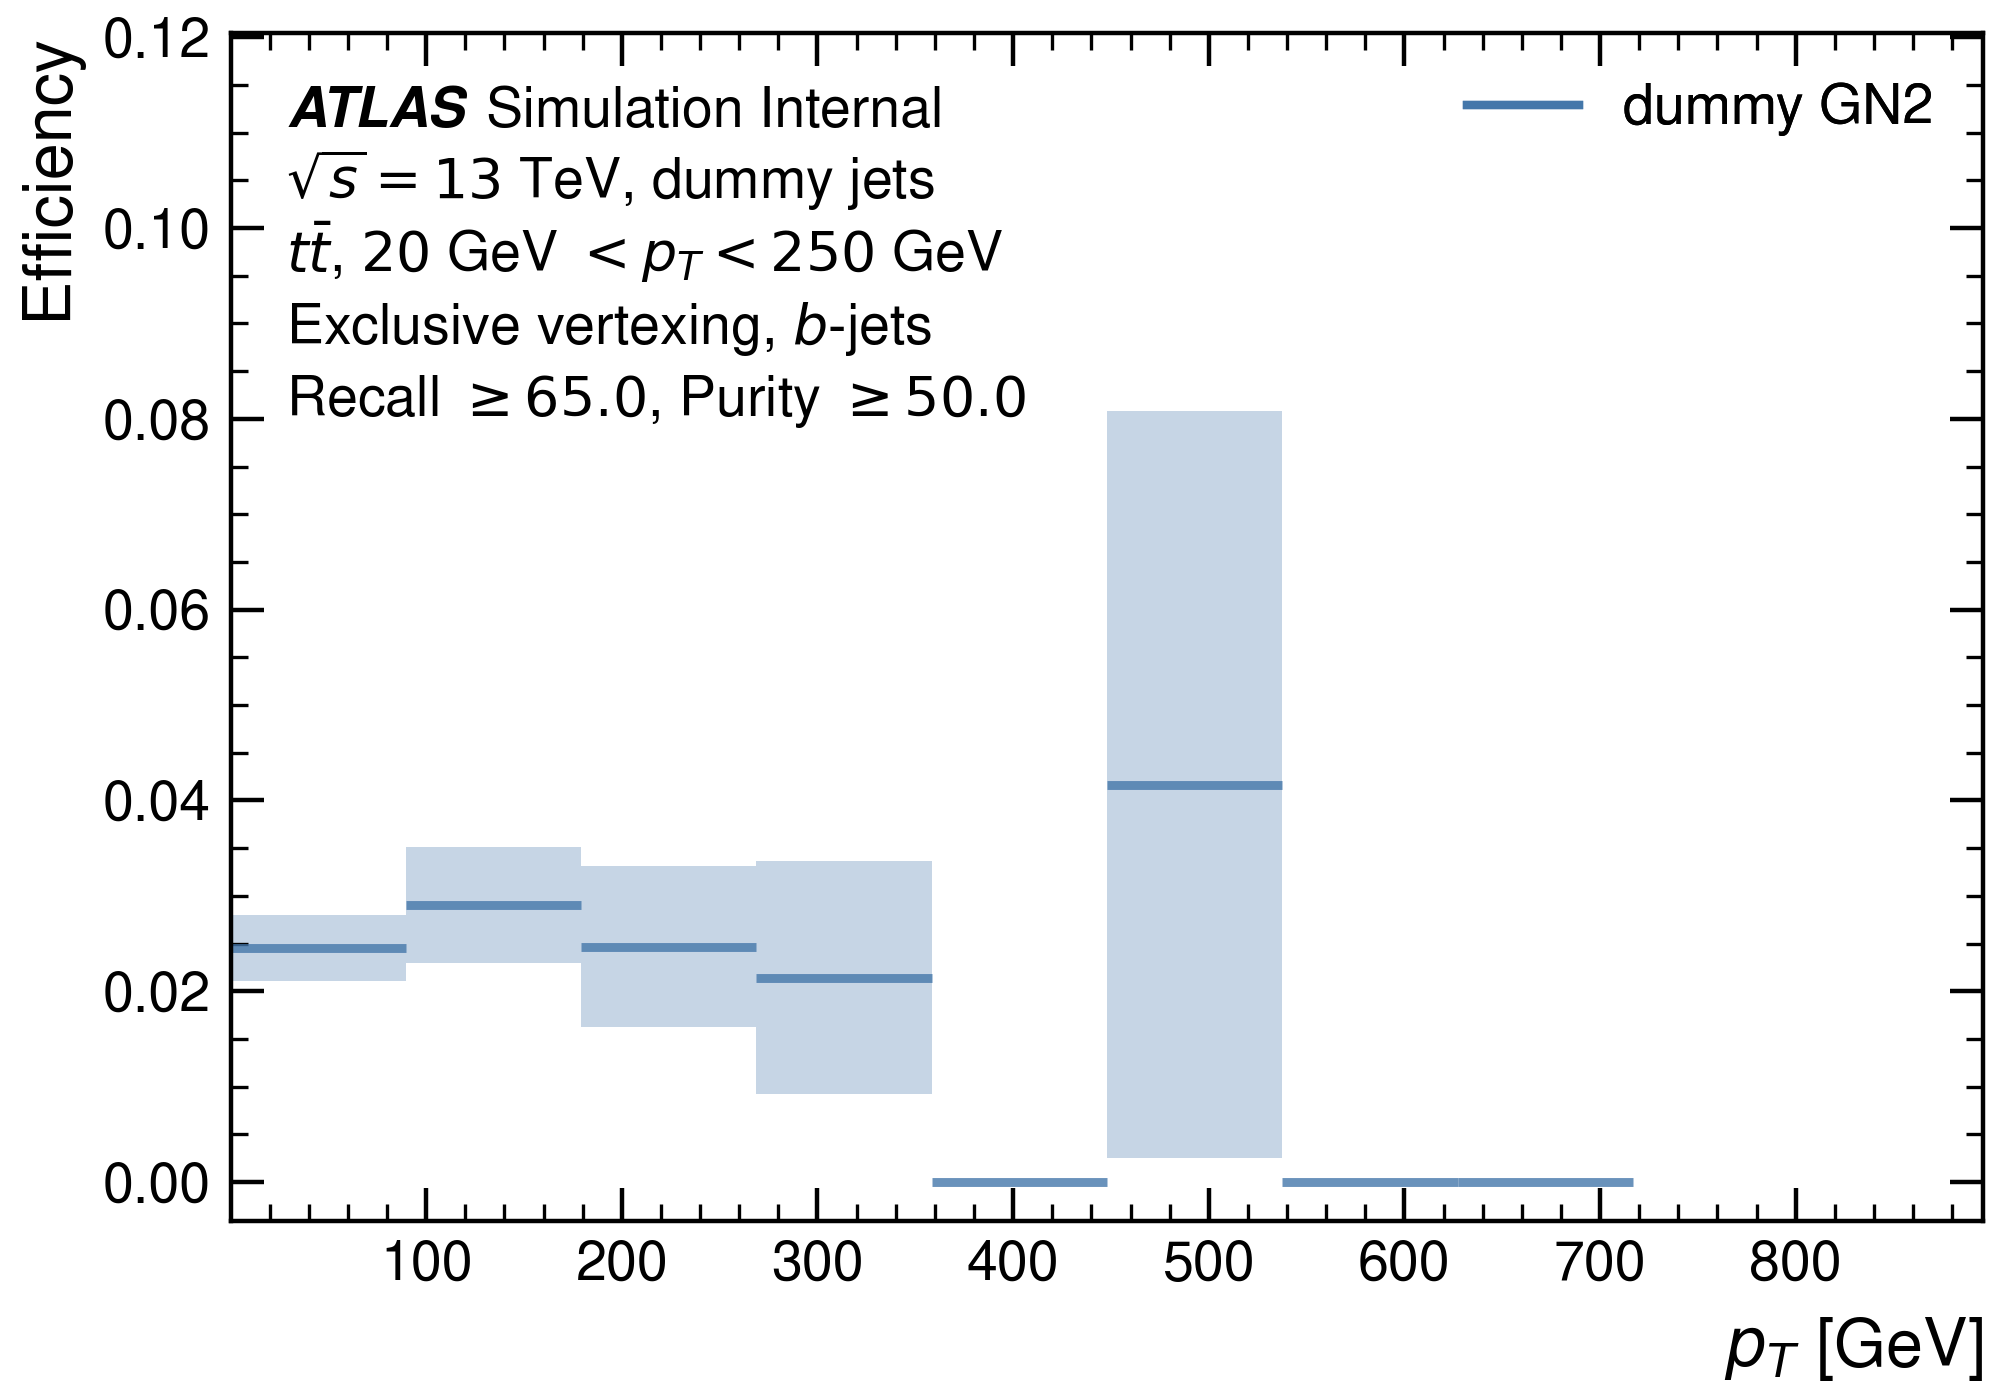 Efficiency
0.12
0.10
0.08
0.06
0.04
0.02
0.00
ATLAS Simulation Internal
√s = 13 TeV, dummy jets
tt̄, 20 GeV < p_T < 250 GeV
Exclusive vertexing, b-jets
Recall ≥ 65.0, Purity ≥ 50.0
dummy GN2
100 200 300 400 500 600 700 800
p_T [GeV]